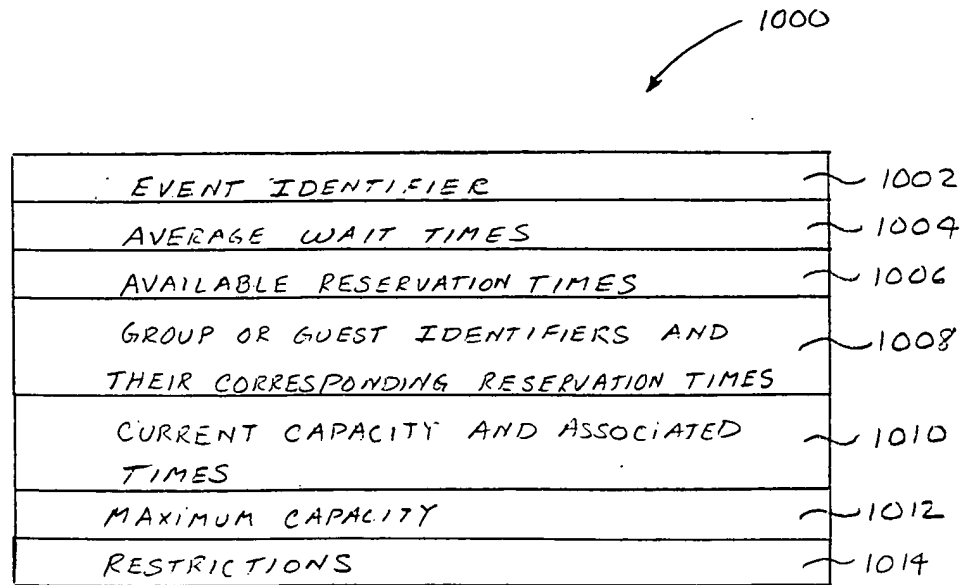 1000
EVENT IDENTIFIER 1002
AVERAGE WAIT TIMES 1004
AVAILABLE RESERVATION TIMES 1006
GROUP OR GUEST IDENTIFIERS AND 1008
THEIR CORRESPONDING RESERVATION TIMES
CURRENT CAPACITY AND ASSOCIATED 1010
TIMES
MAXIMUM CAPACITY 1012
RESTRICTIONS 1014